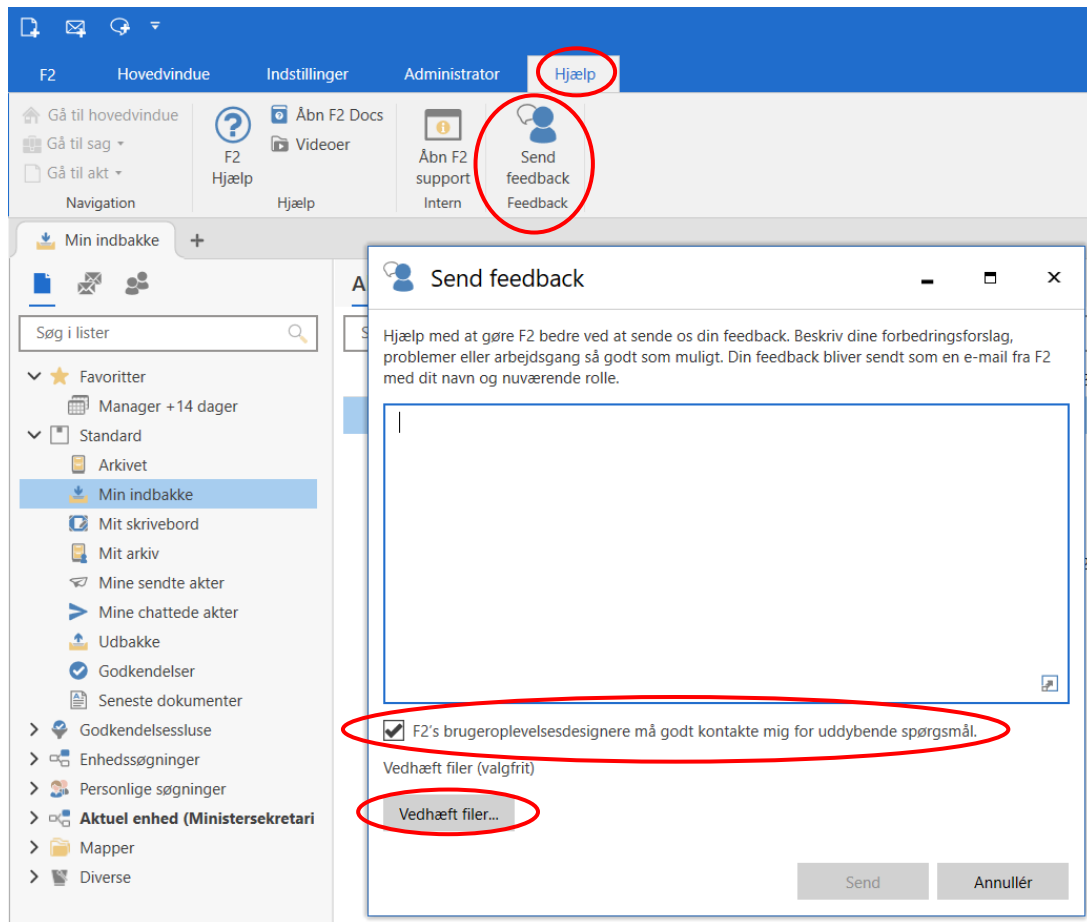 F2 Hovedvindue Indstillinger Administrator Hjælp
Gå til hovedvindue
Gå til sag
Gå til akt
Navigation
F2
Hjælp
Åbn F2 Docs
Videoer
Hjælp
Åbn F2
support
Intern
Send
feedback
Feedback
Min indbakke +
Søg i lister
Favoritter
Manager +14 dager
Standard
Arkivet
Min indbakke
Mit skrivebord
Mit arkiv
Mine sendte akter
Mine chattede akter
Udbakke
Godkendelser
Seneste dokumenter
Godkendelsessluse
Enhedssøgninger
Personlige søgninger
Aktuel enhed (Ministersekretari
Mapper
Diverse
A
S
Send feedback
Hjælp med at gøre F2 bedre ved at sende os din feedback. Beskriv dine forbedringsforslag,
problemer eller arbejdsgang så godt som muligt. Din feedback bliver sendt som en e-mail fra F2
med dit navn og nuværende rolle.
F2's brugeroplevelsesdesignere må godt kontakte mig for uddybende spørgsmål.
Vedhæft filer (valgfrit)
Vedhæft filer...
Send Annullér